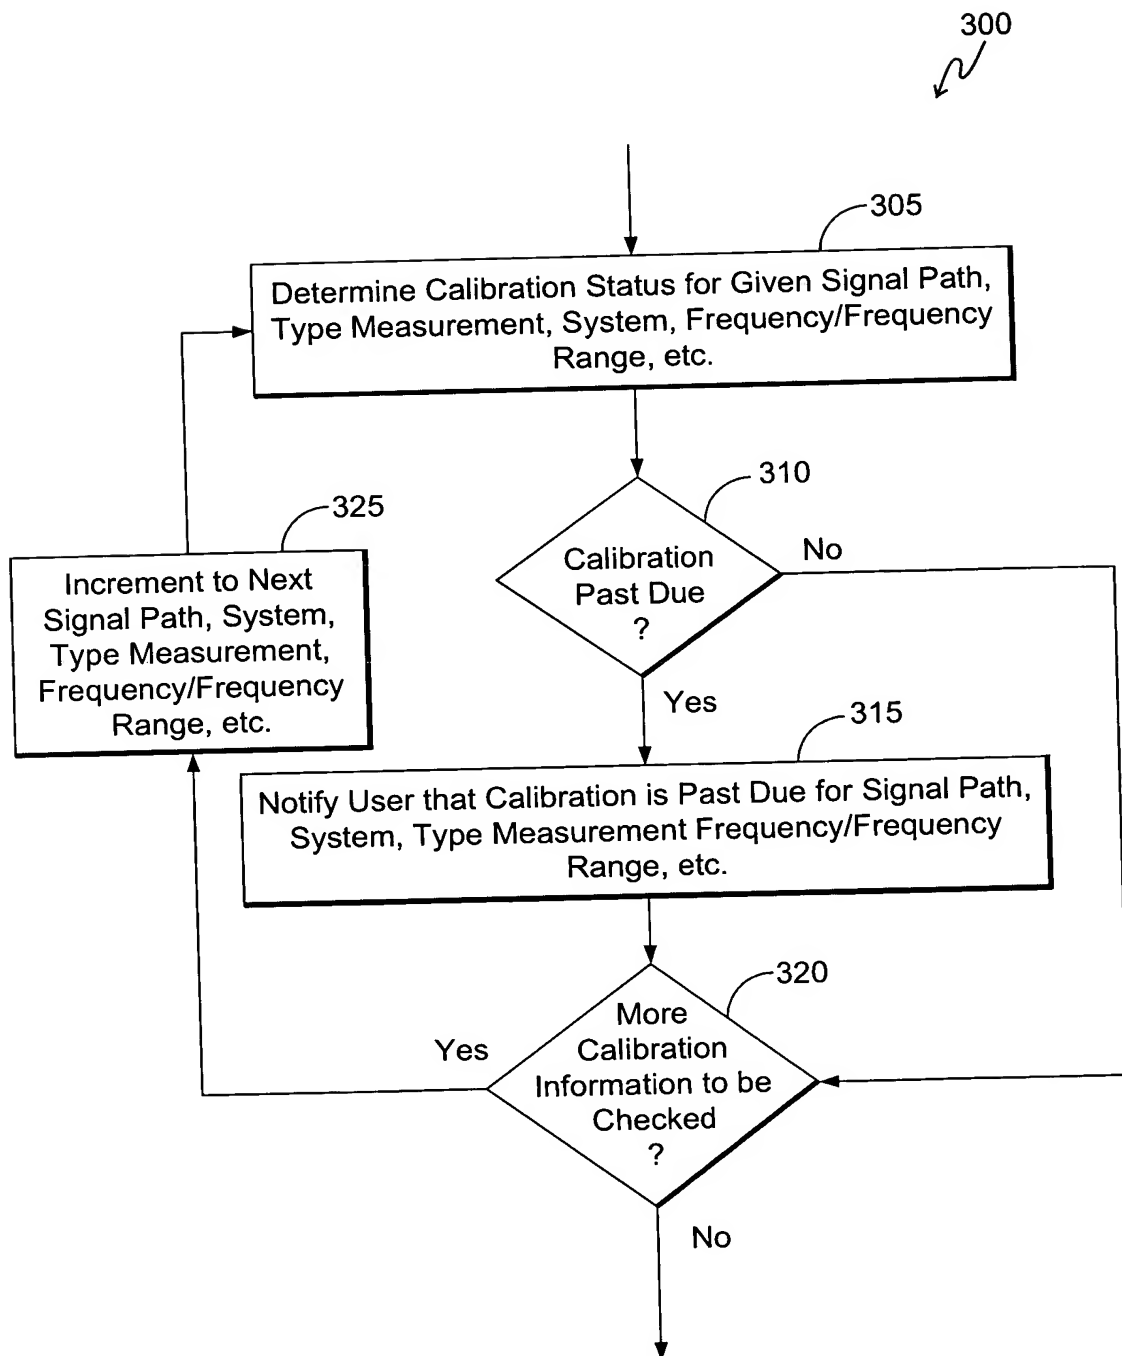 300
305
Determine Calibration Status for Given Signal Path,
Type Measurement, System, Frequency/Frequency
Range, etc.
310
Calibration
Past Due
?
No
Yes
325
Increment to Next
Signal Path, System,
Type Measurement,
Frequency/Frequency
Range, etc.
315
Notify User that Calibration is Past Due for Signal Path,
System, Type Measurement Frequency/Frequency
Range, etc.
320
More
Calibration
Information to be
Checked
?
Yes
No